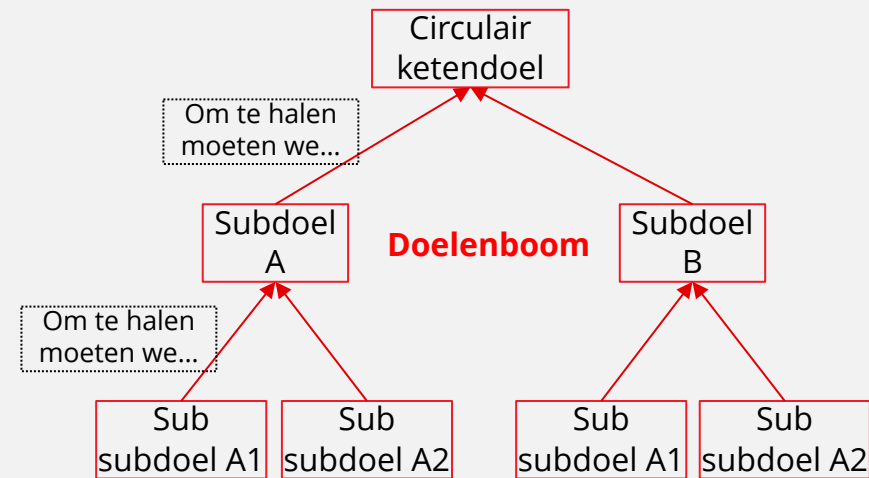 Circulair
ketendoel
Om te halen
moeten we...
Subdoel
A
Doelenboom
Subdoel
B
Om te halen
moeten we...
Sub
subdoel A1
Sub
subdoel A2
Sub
subdoel A1
Sub
subdoel A2